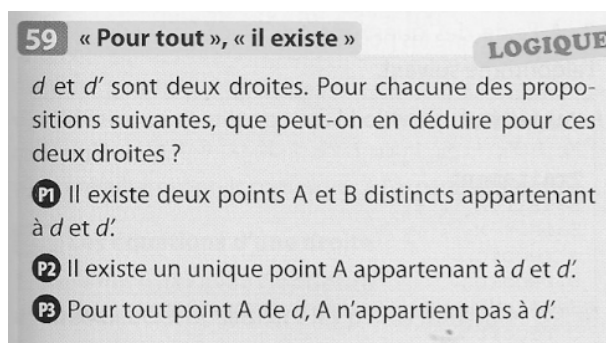 59 « Pour tout », « il existe »
LOGIQUE
d et d′ sont deux droites. Pour chacune des propo-
sitions suivantes, que peut-on en déduire pour ces
deux droites ?
P1 Il existe deux points A et B distincts appartenant
à d et d′.
P2 Il existe un unique point A appartenant à d et d′.
P3 Pour tout point A de d, A n'appartient pas à d′.